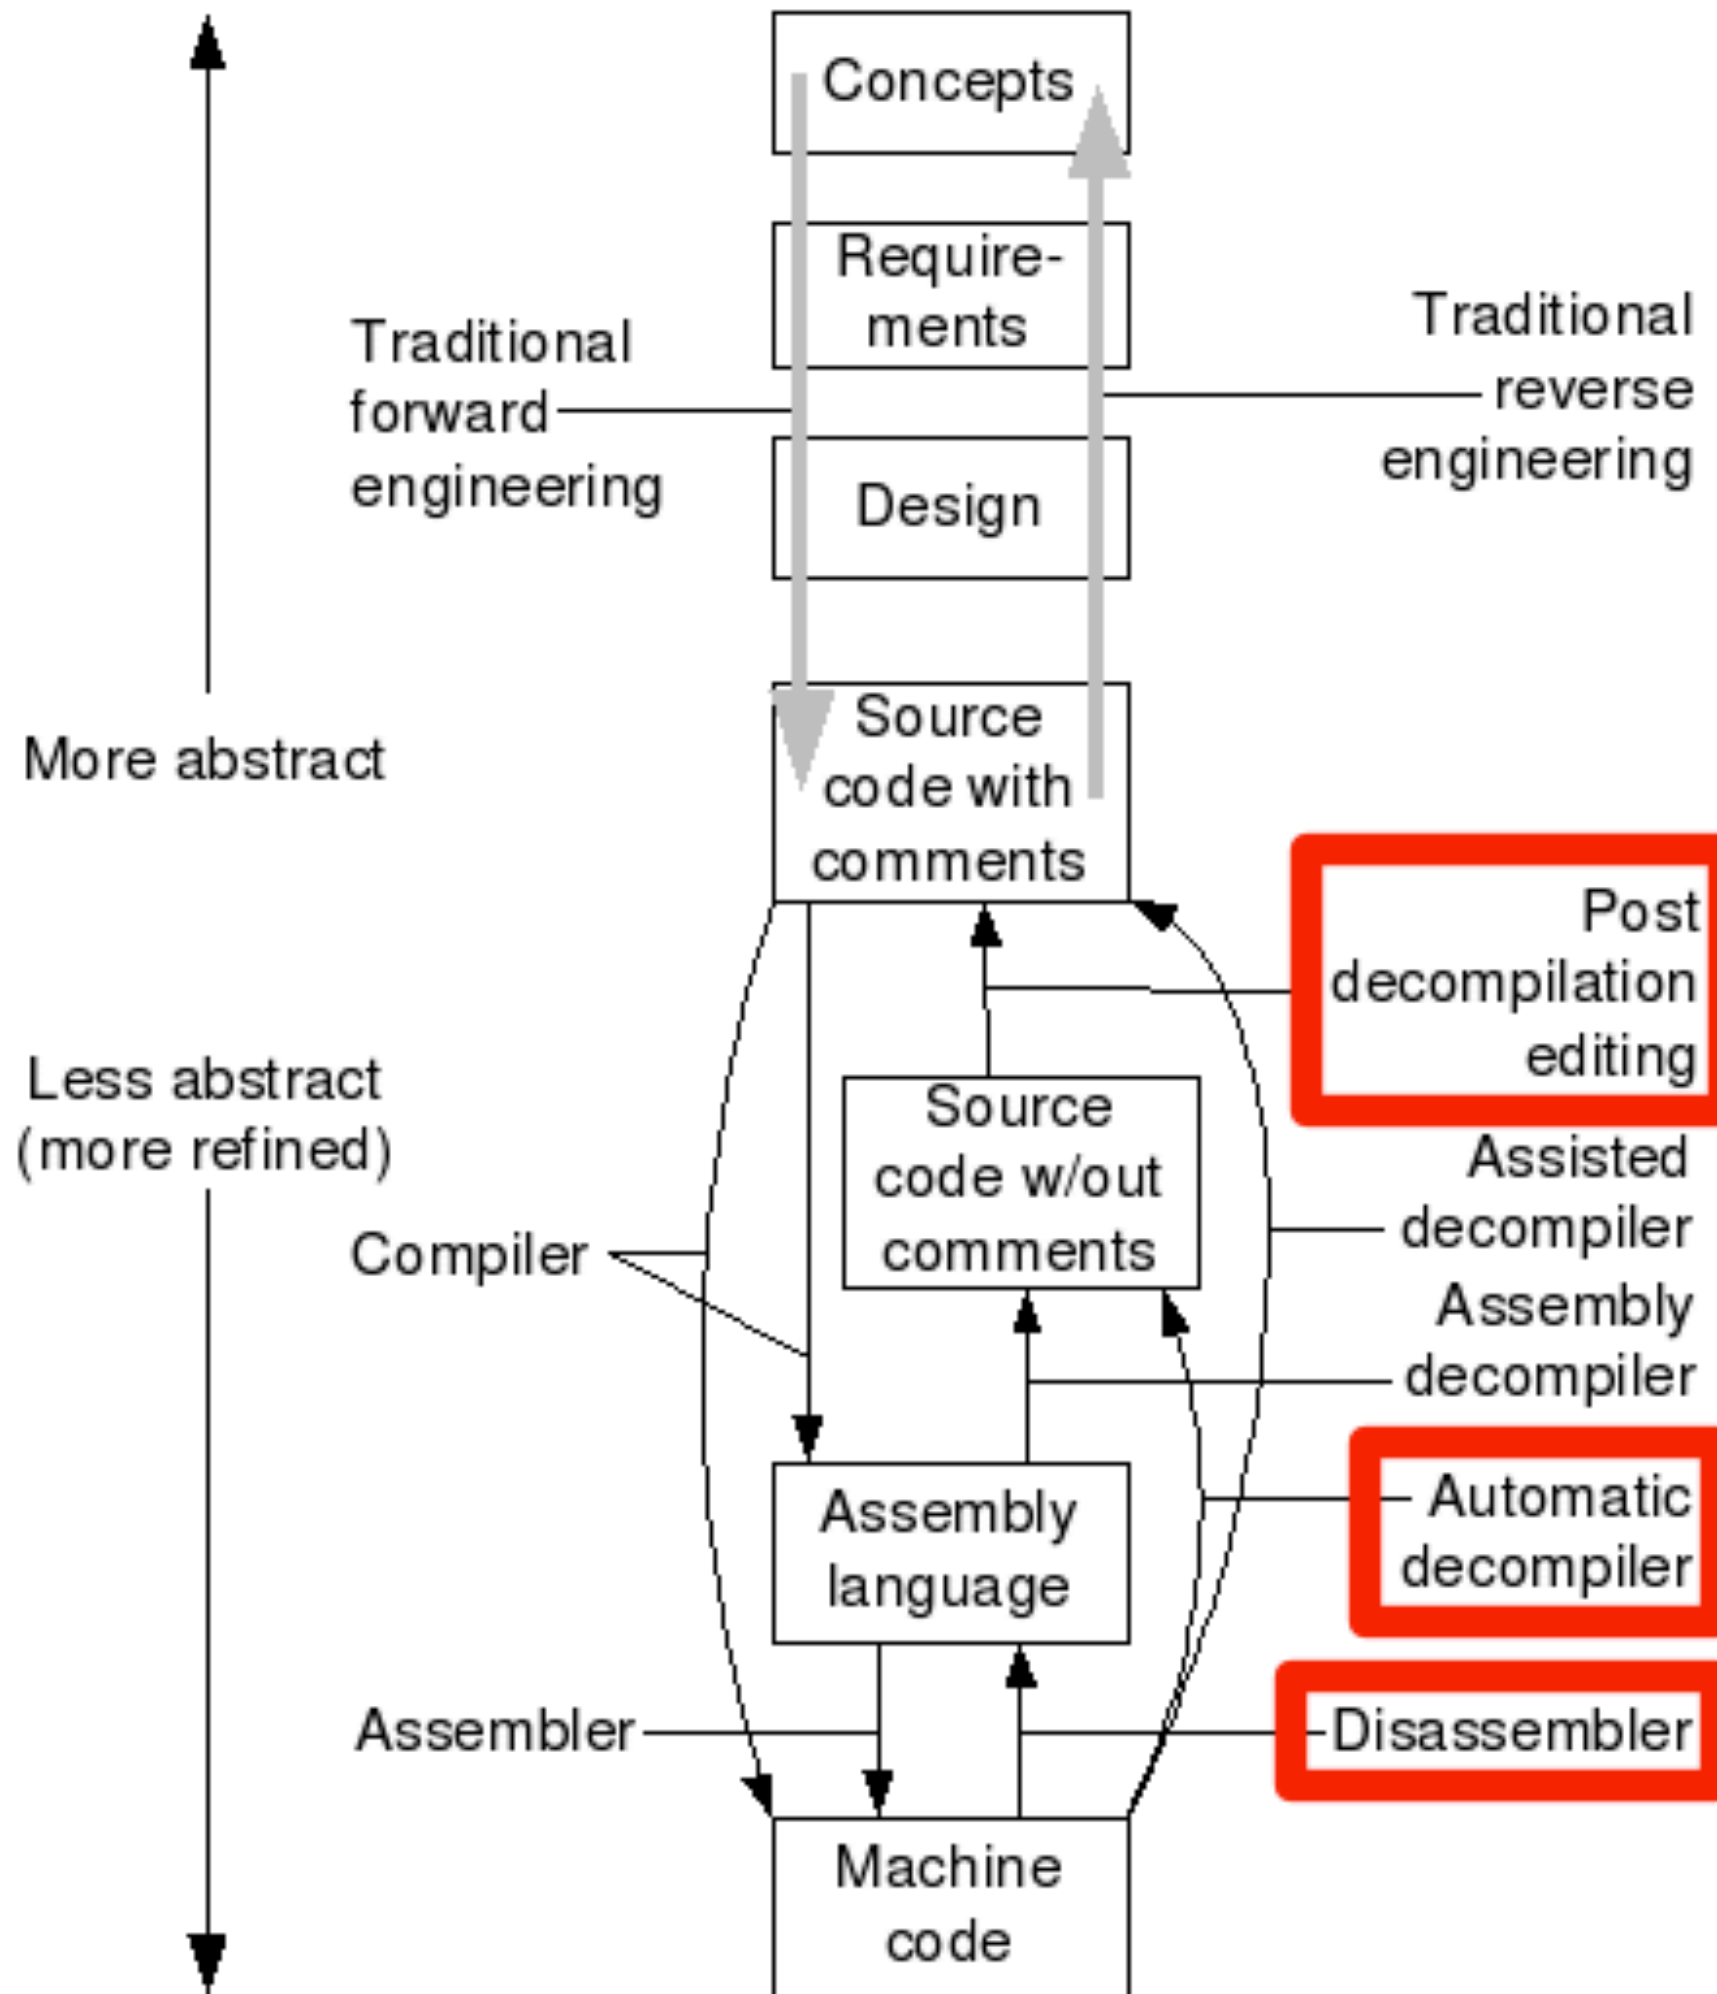 Concepts
Require-
ments
Traditional
forward
engineering
Traditional
reverse
engineering
Design
More abstract
Source
code with
comments
Post
decompilation
editing
Less abstract
(more refined)
Source
code w/out
comments
Assisted
decompiler
Compiler
Assembly
decompiler
Assembly
language
Automatic
decompiler
Assembler
Disassembler
Machine
code